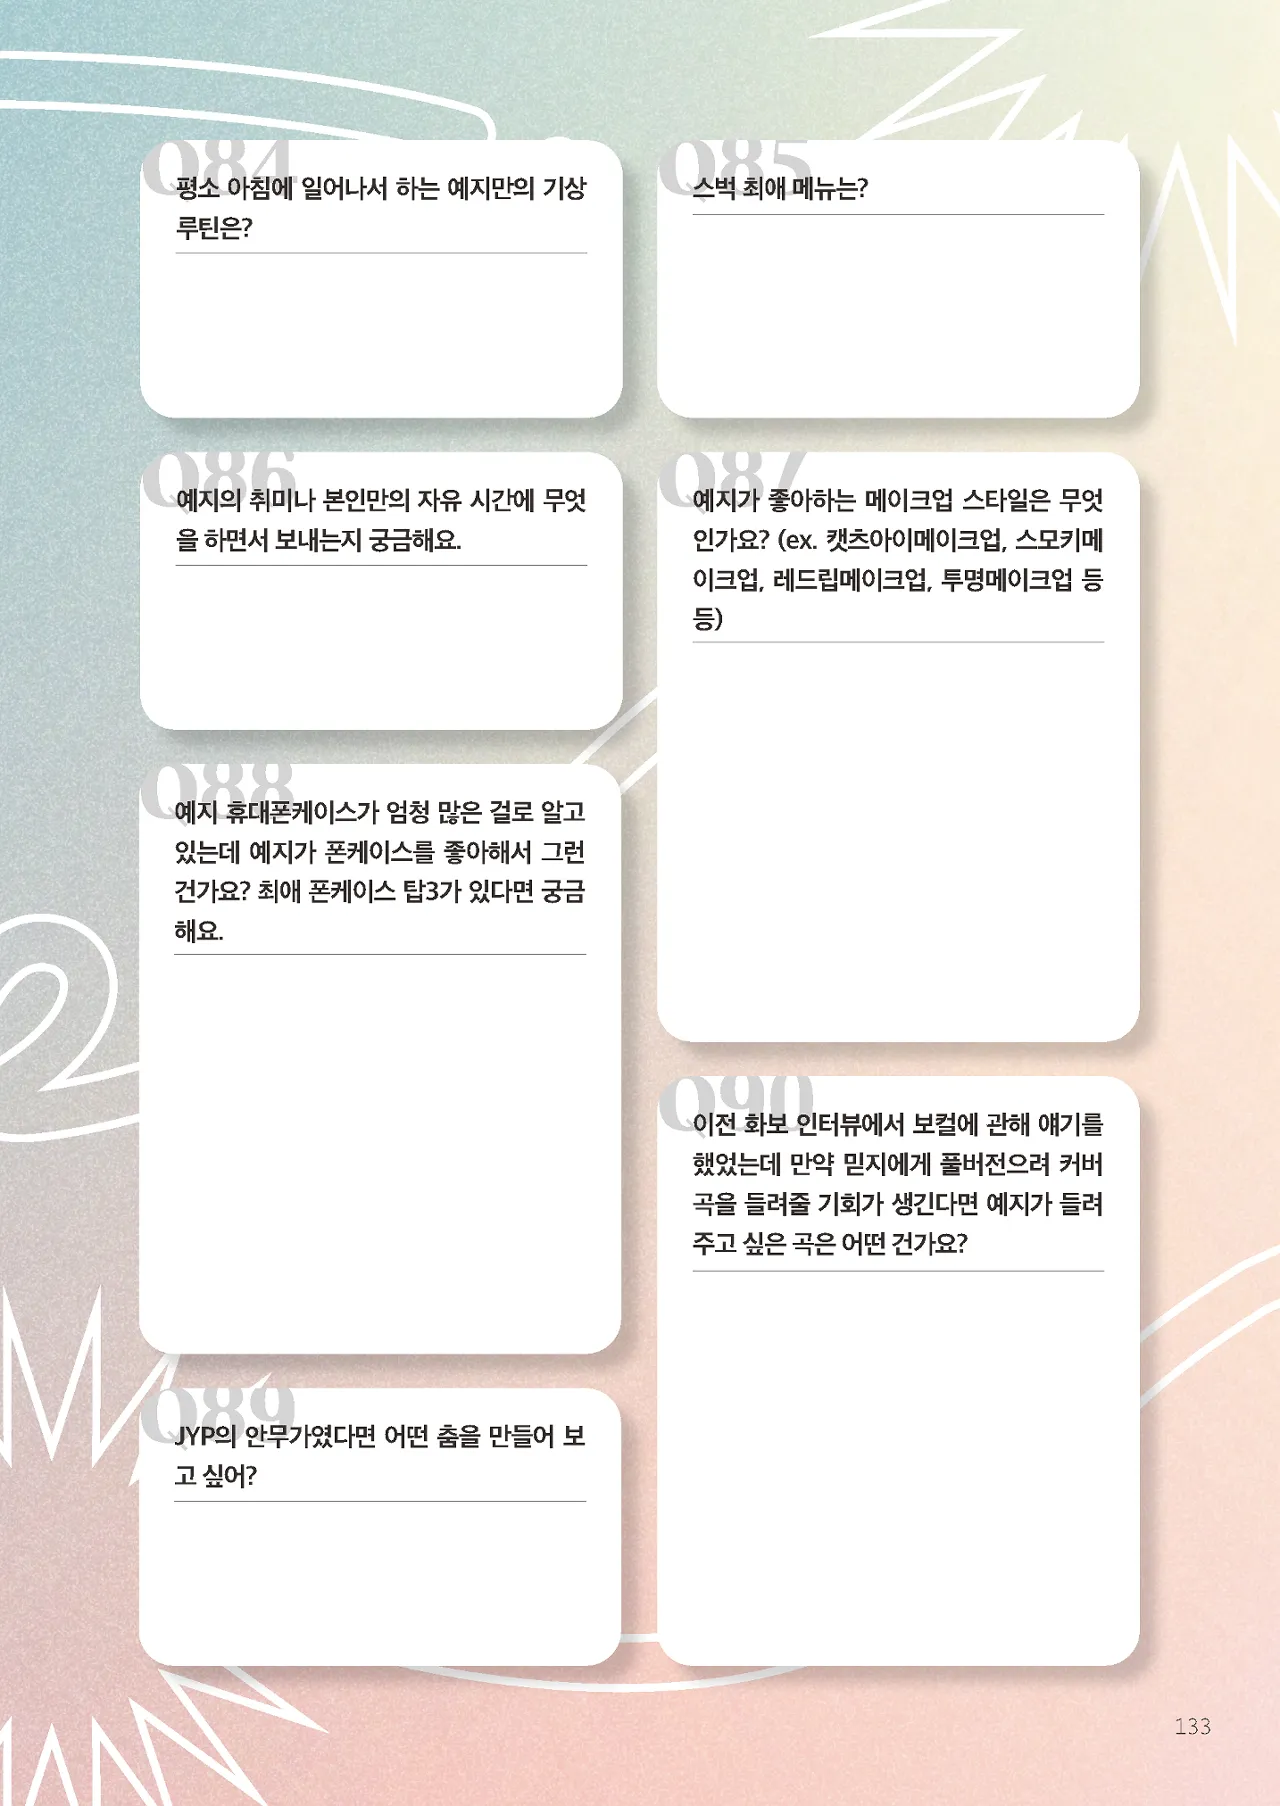 Q84
평소 아침에 일어나서 하는 예지만의 기상
루틴은?
Q85
스벅 최애 메뉴는?
Q86
예지의 취미나 본인만의 자유 시간에 무엇
을 하면서 보내는지 궁금해요.
Q87
예지가 좋아하는 메이크업 스타일은 무엇
인가요? (ex. 캣츠아이메이크업, 스모키메
이크업, 레드립메이크업, 투명메이크업 등
등)
Q88
예지 휴대폰케이스가 엄청 많은 걸로 알고
있는데 예지가 폰케이스를 좋아해서 그런
건가요? 최애 폰케이스 탑3가 있다면 궁금
해요.
Q89
JYP의 안무가였다면 어떤 춤을 만들어 보
고 싶어?
Q90
이전 화보 인터뷰에서 보컬에 관해 얘기를
했었는데 만약 믿지에게 풀버전으려 커버
곡을 들려줄 기회가 생긴다면 예지가 들려
주고 싶은 곡은 어떤 건가요?
133